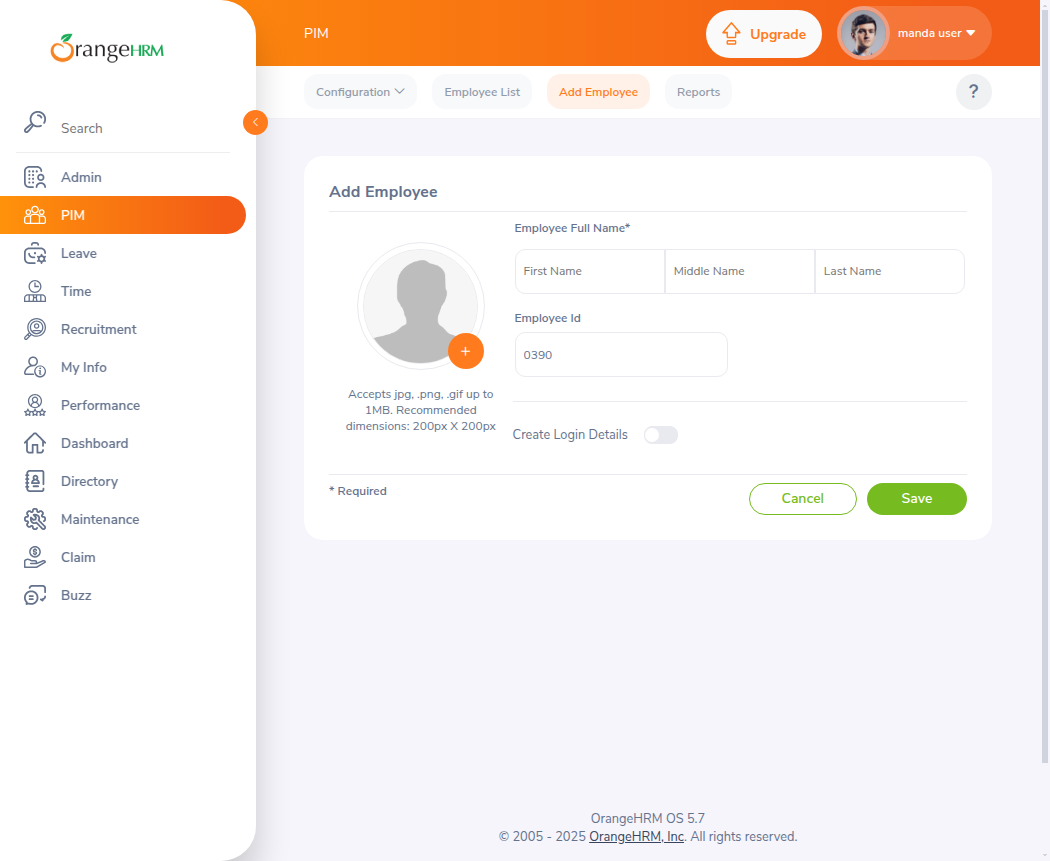 OrangeHRM
PIM
Upgrade
manda user
Configuration
Employee List
Add Employee
Reports
?
Search
Admin
PIM
Leave
Time
Recruitment
My Info
Performance
Dashboard
Directory
Maintenance
Claim
Buzz
Add Employee
Employee Full Name*
First Name
Middle Name
Last Name
Employee Id
0390
+
Accepts jpg, .png, .gif up to
1MB. Recommended
dimensions: 200px X 200px
Create Login Details
* Required
Cancel
Save
OrangeHRM OS 5.7
© 2005 - 2025 OrangeHRM, Inc. All rights reserved.